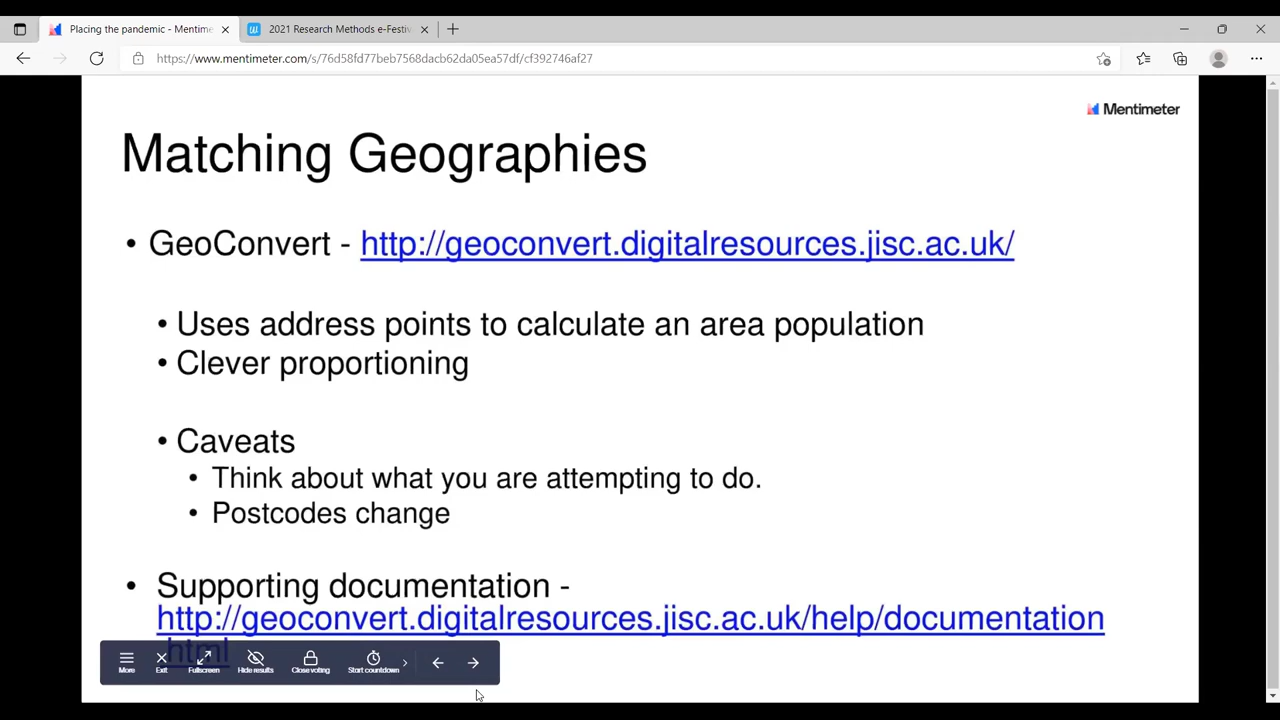 Placing the pandemic - Mentime
2021 Research Methods e-Festiv
https://www.mentimeter.com/s/76d58fd77beb7568dacb62da05ea57df/cf392746af27
Mentimeter
Matching Geographies
• GeoConvert - http://geoconvert.digitalresources.jisc.ac.uk/
• Uses address points to calculate an area population
• Clever proportioning
• Caveats
• Think about what you are attempting to do.
• Postcodes change
• Supporting documentation -
http://geoconvert.digitalresources.jisc.ac.uk/help/documentation
html
More Exit Fullscreen Hide results Close voting Start countdown